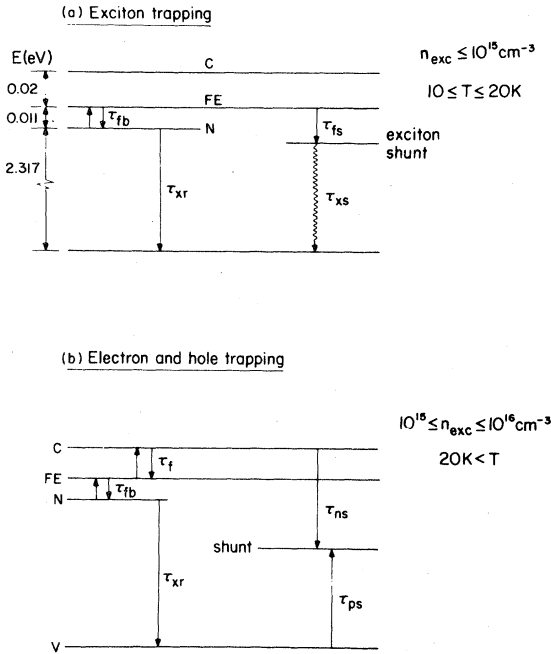 (a) Exciton trapping
E(eV)
C
n_exc ≤ 10^15 cm^-3
0.02
10 ≤ T ≤ 20K
FE
0.011
τ_fb
N
τ_fs
exciton
shunt
2.317
τ_xr
τ_xs
(b) Electron and hole trapping
10^15 ≤ n_exc ≤ 10^16 cm^-3
20K < T
C
τ_f
FE
τ_fb
N
τ_ns
shunt
τ_xr
τ_ps
V